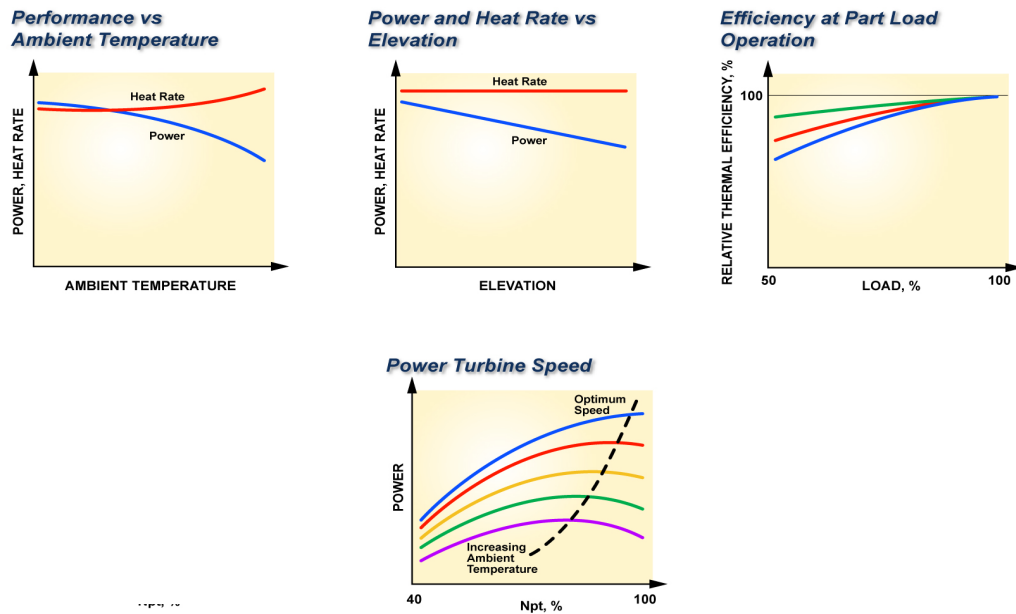 Performance vs
Ambient Temperature
POWER, HEAT RATE
Heat Rate
Power
AMBIENT TEMPERATURE
Power and Heat Rate vs
Elevation
POWER, HEAT RATE
Heat Rate
Power
ELEVATION
Efficiency at Part Load
Operation
RELATIVE THERMAL EFFICIENCY, %
100
50
LOAD, %
100
Power Turbine Speed
POWER
Optimum
Speed
Increasing
Ambient
Temperature
40
Npt, %
100